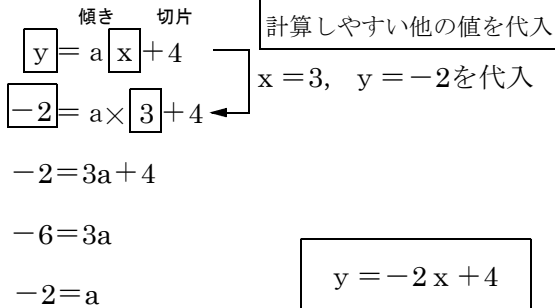 傾き 切片
計算しやすい他の値を代入
y＝ａx＋4
x＝3, y＝－2を代入
－2＝ａ×3＋4
－2＝3a＋4
－6＝3a
－2＝a
y＝－2x＋4